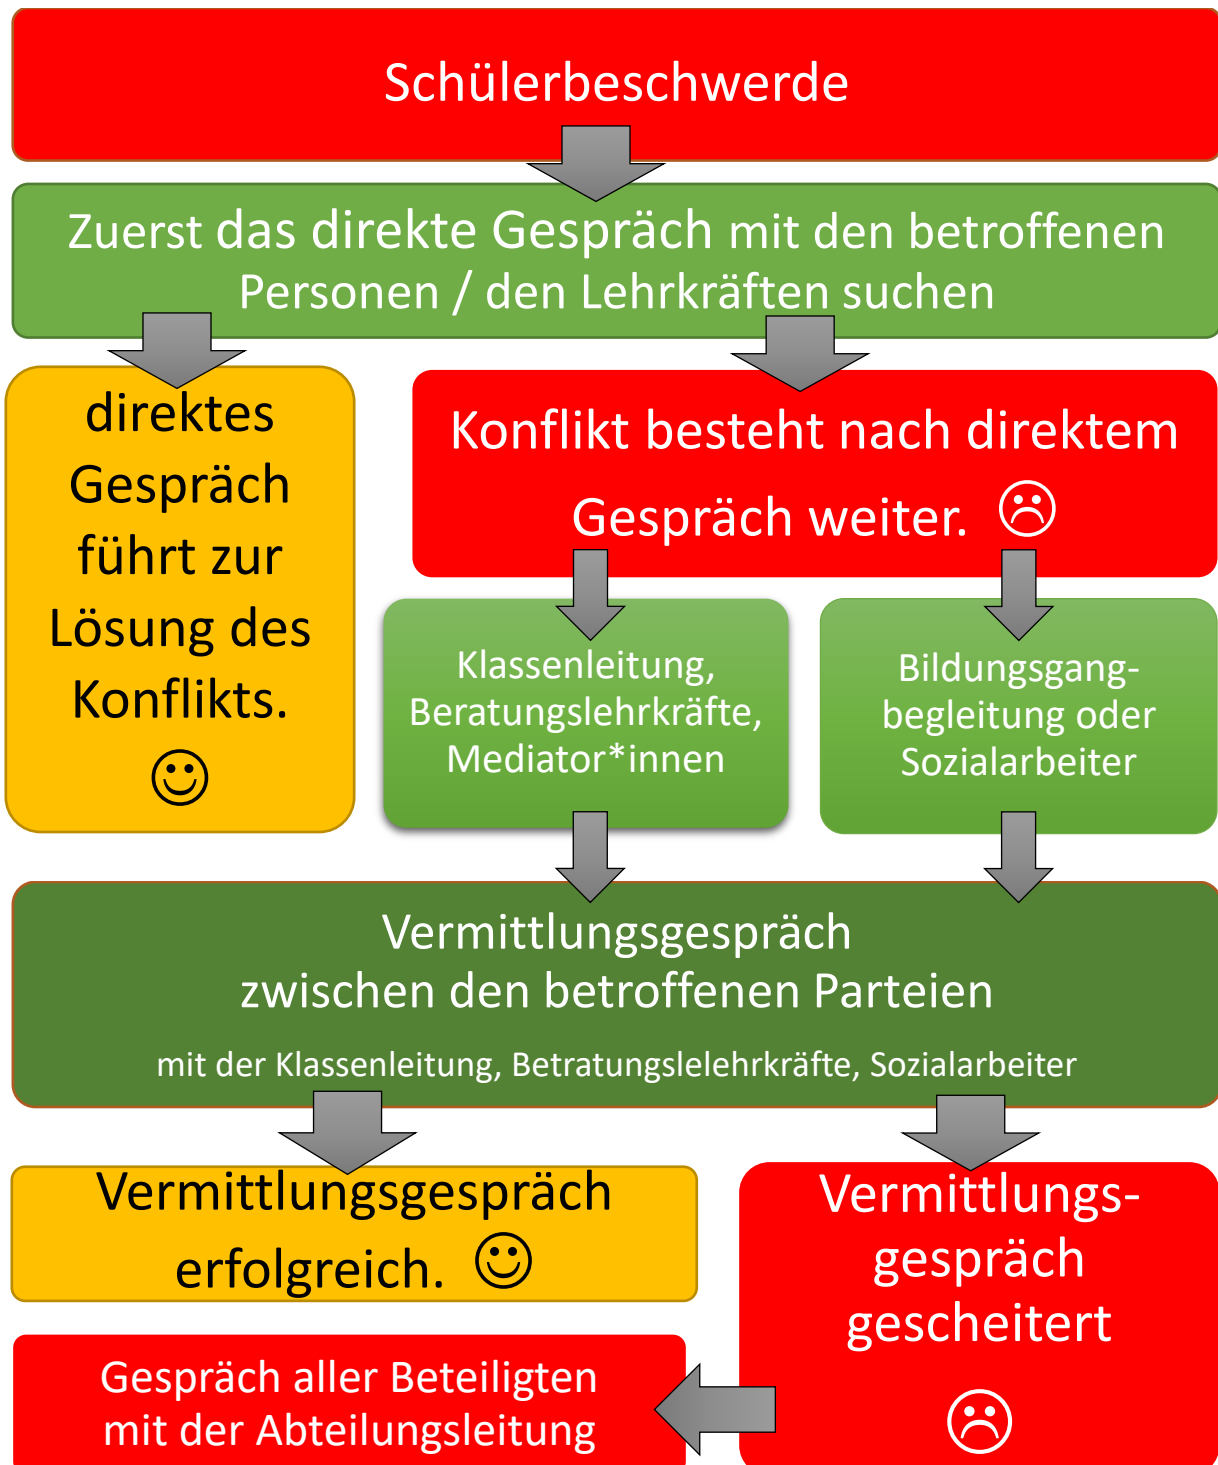 Schülerbeschwerde
Zuerst das direkte Gespräch mit den betroffenen
Personen / den Lehrkräften suchen
direktes
Gespräch
führt zur
Lösung des
Konflikts.
Konflikt besteht nach direktem
Gespräch weiter.
Klassenleitung,
Beratungslehrkräfte,
Mediator*innen
Bildungsgang-
begleitung oder
Sozialarbeiter
Vermittlungsgespräch
zwischen den betroffenen Parteien
mit der Klassenleitung, Betratungslelehrkräfte, Sozialarbeiter
Vermittlungsgespräch
erfolgreich.
Vermittlungs-
gespräch
gescheitert
Gespräch aller Beteiligten
mit der Abteilungsleitung